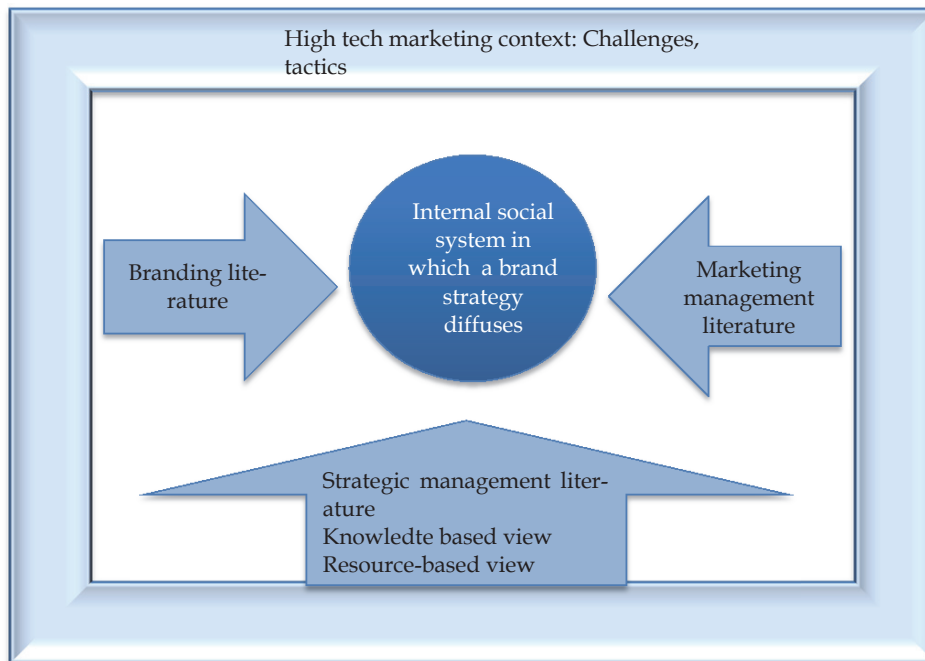 High tech marketing context: Challenges,
tactics
Internal social
system in
which a brand
strategy
diffuses
Branding lite-
rature
Marketing
management
literature
Strategic management liter-
ature
Knowledte based view
Resource-based view